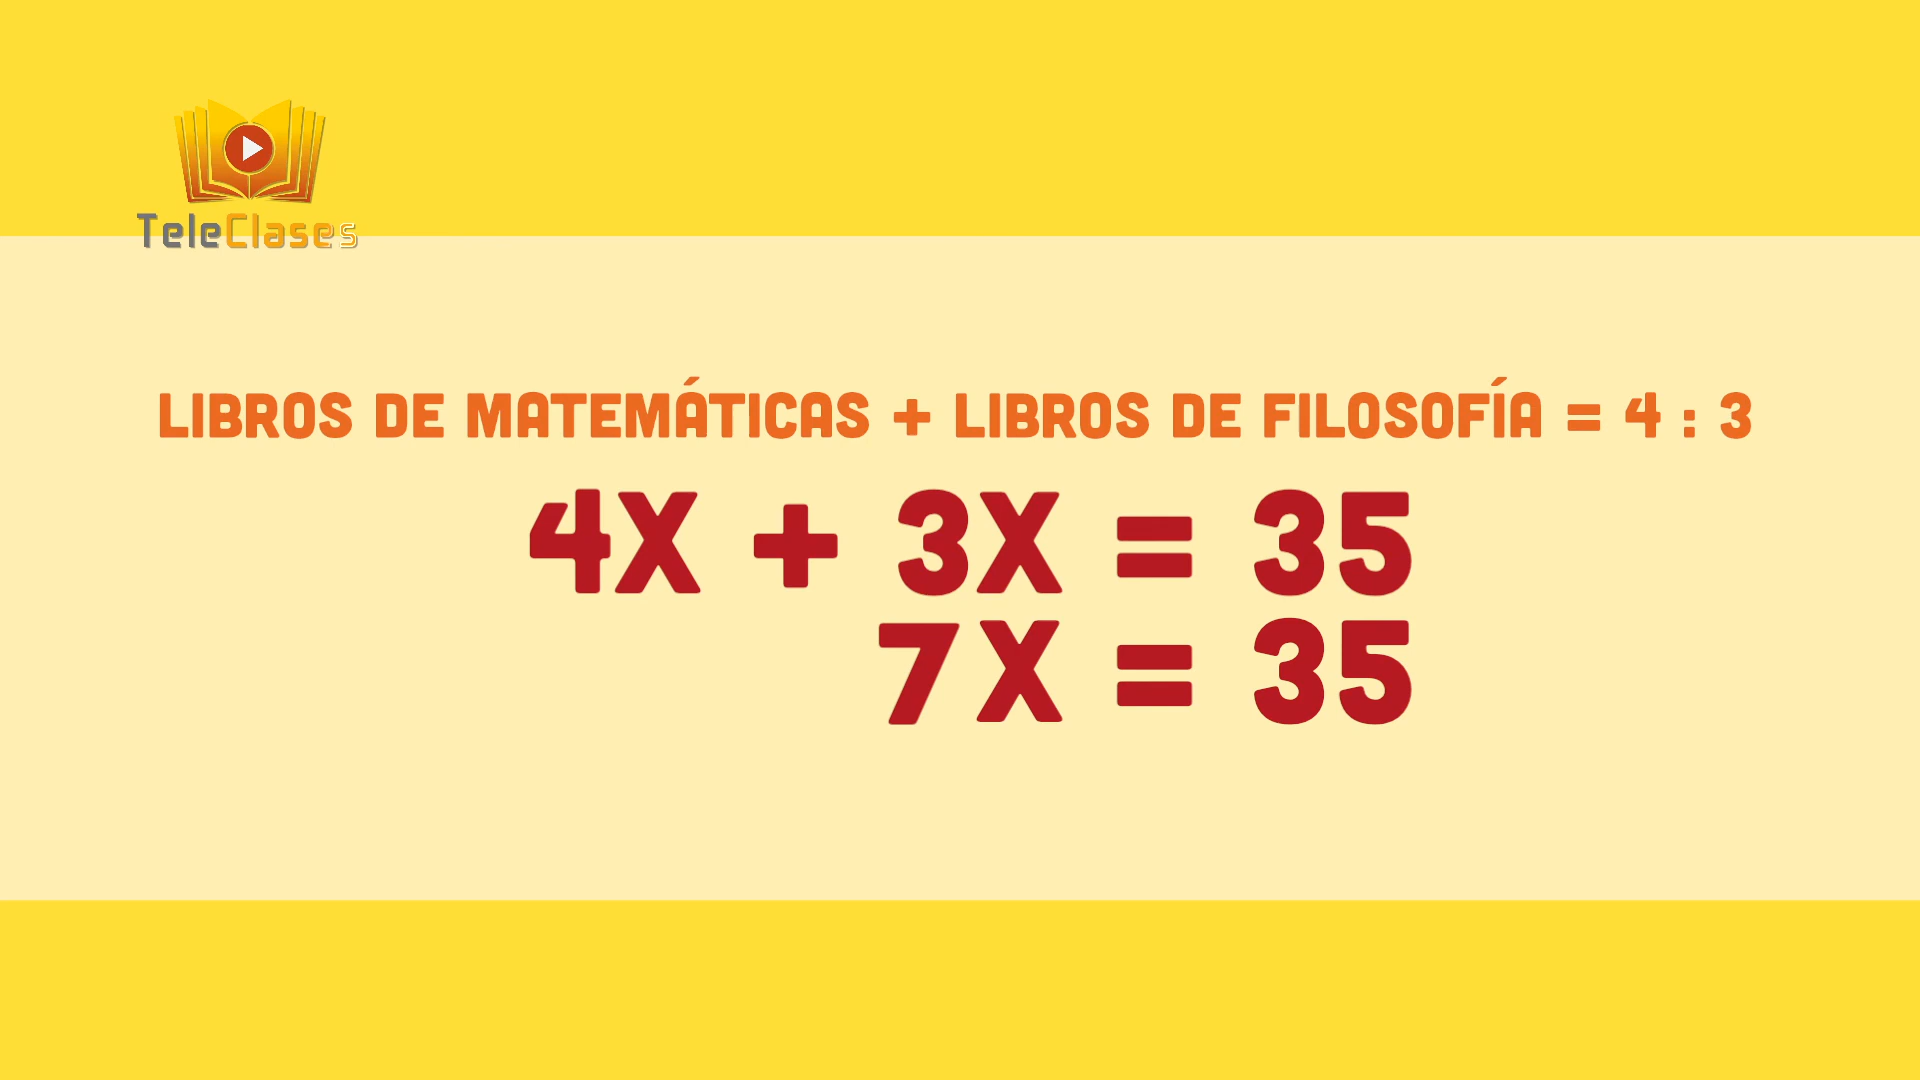 TeleClases
LIBROS DE MATEMÁTICAS + LIBROS DE FILOSOFÍA = 4 : 3
4X + 3X = 35
7X = 35